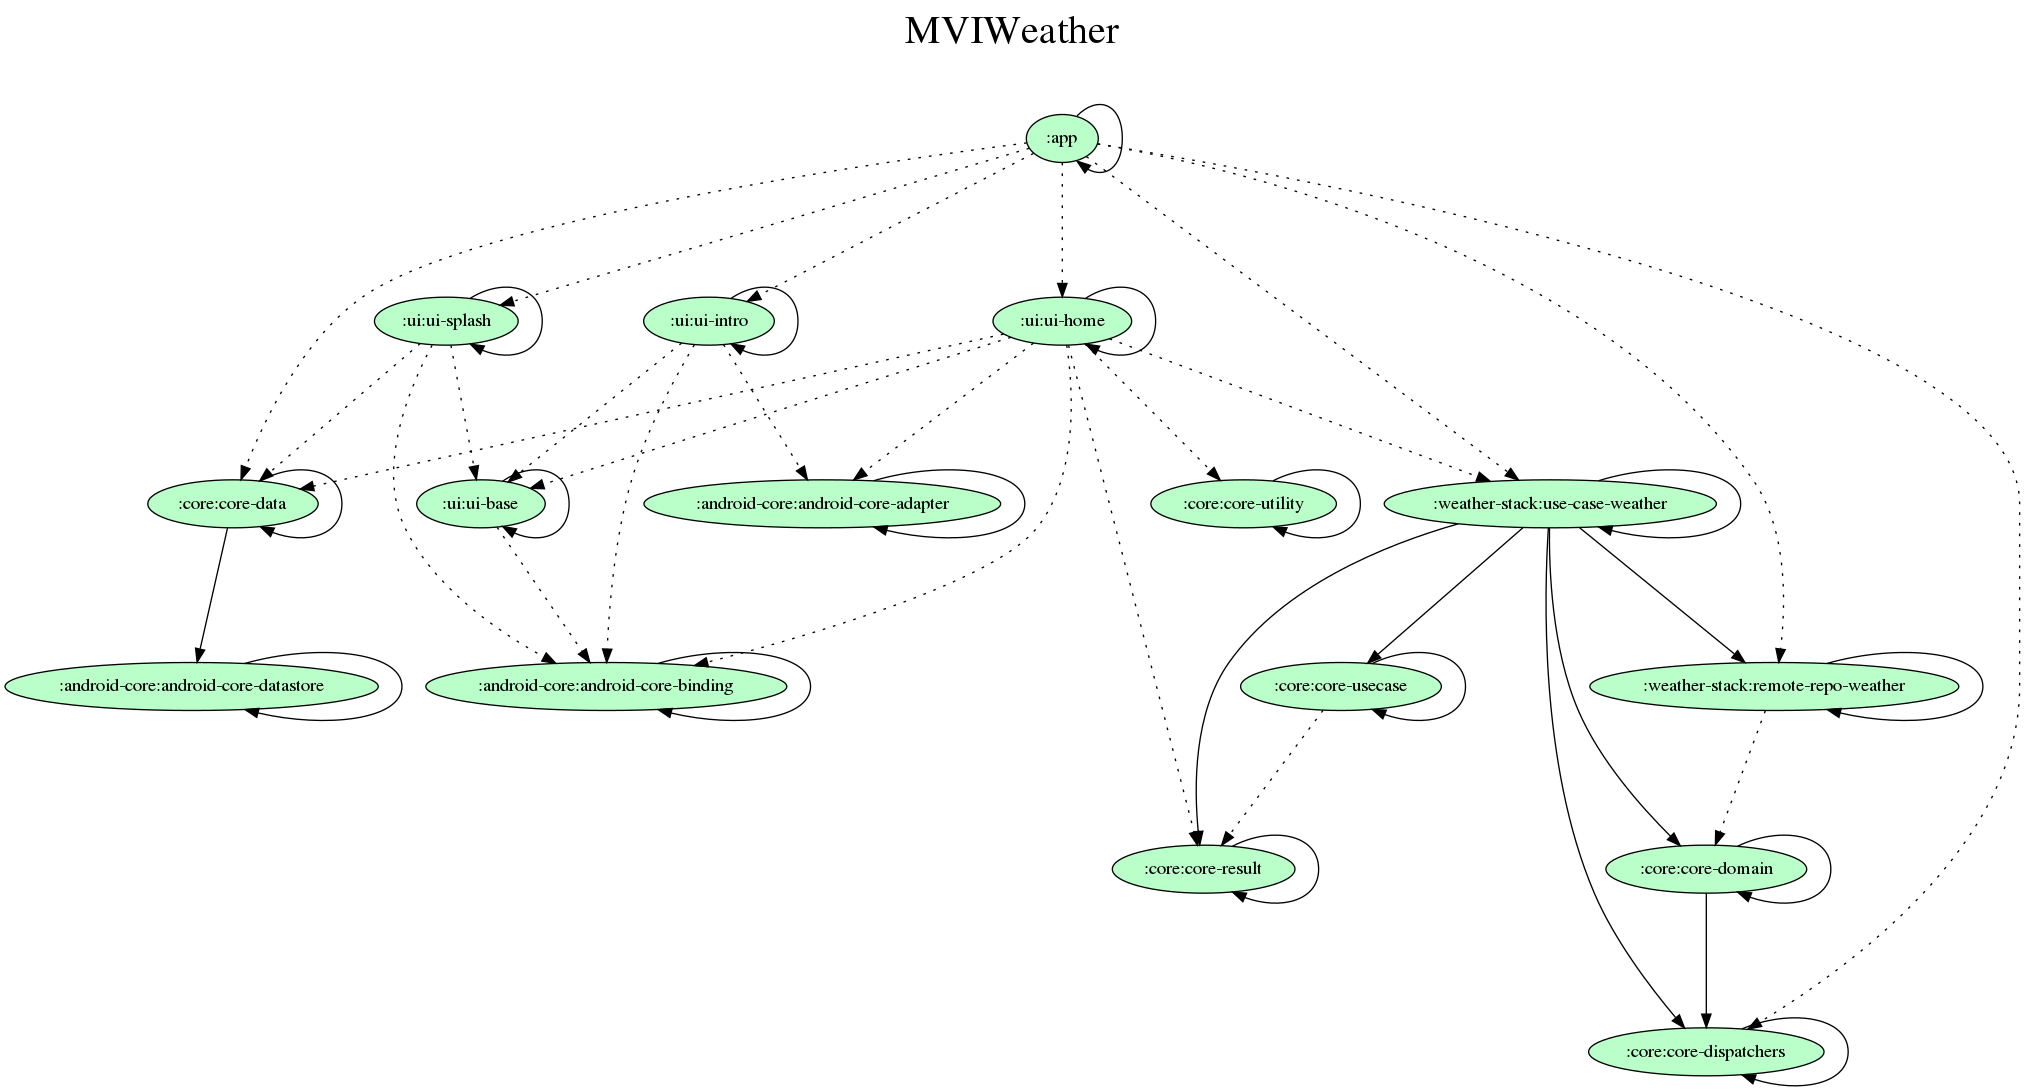 MVIWeather
:app
:ui:ui-splash
:ui:ui-intro
:ui:ui-home
:core:core-data
:ui:ui-base
:android-core:android-core-adapter
:core:core-utility
:weather-stack:use-case-weather
:android-core:android-core-datastore
:android-core:android-core-binding
:core:core-usecase
:weather-stack:remote-repo-weather
:core:core-result
:core:core-domain
:core:core-dispatchers